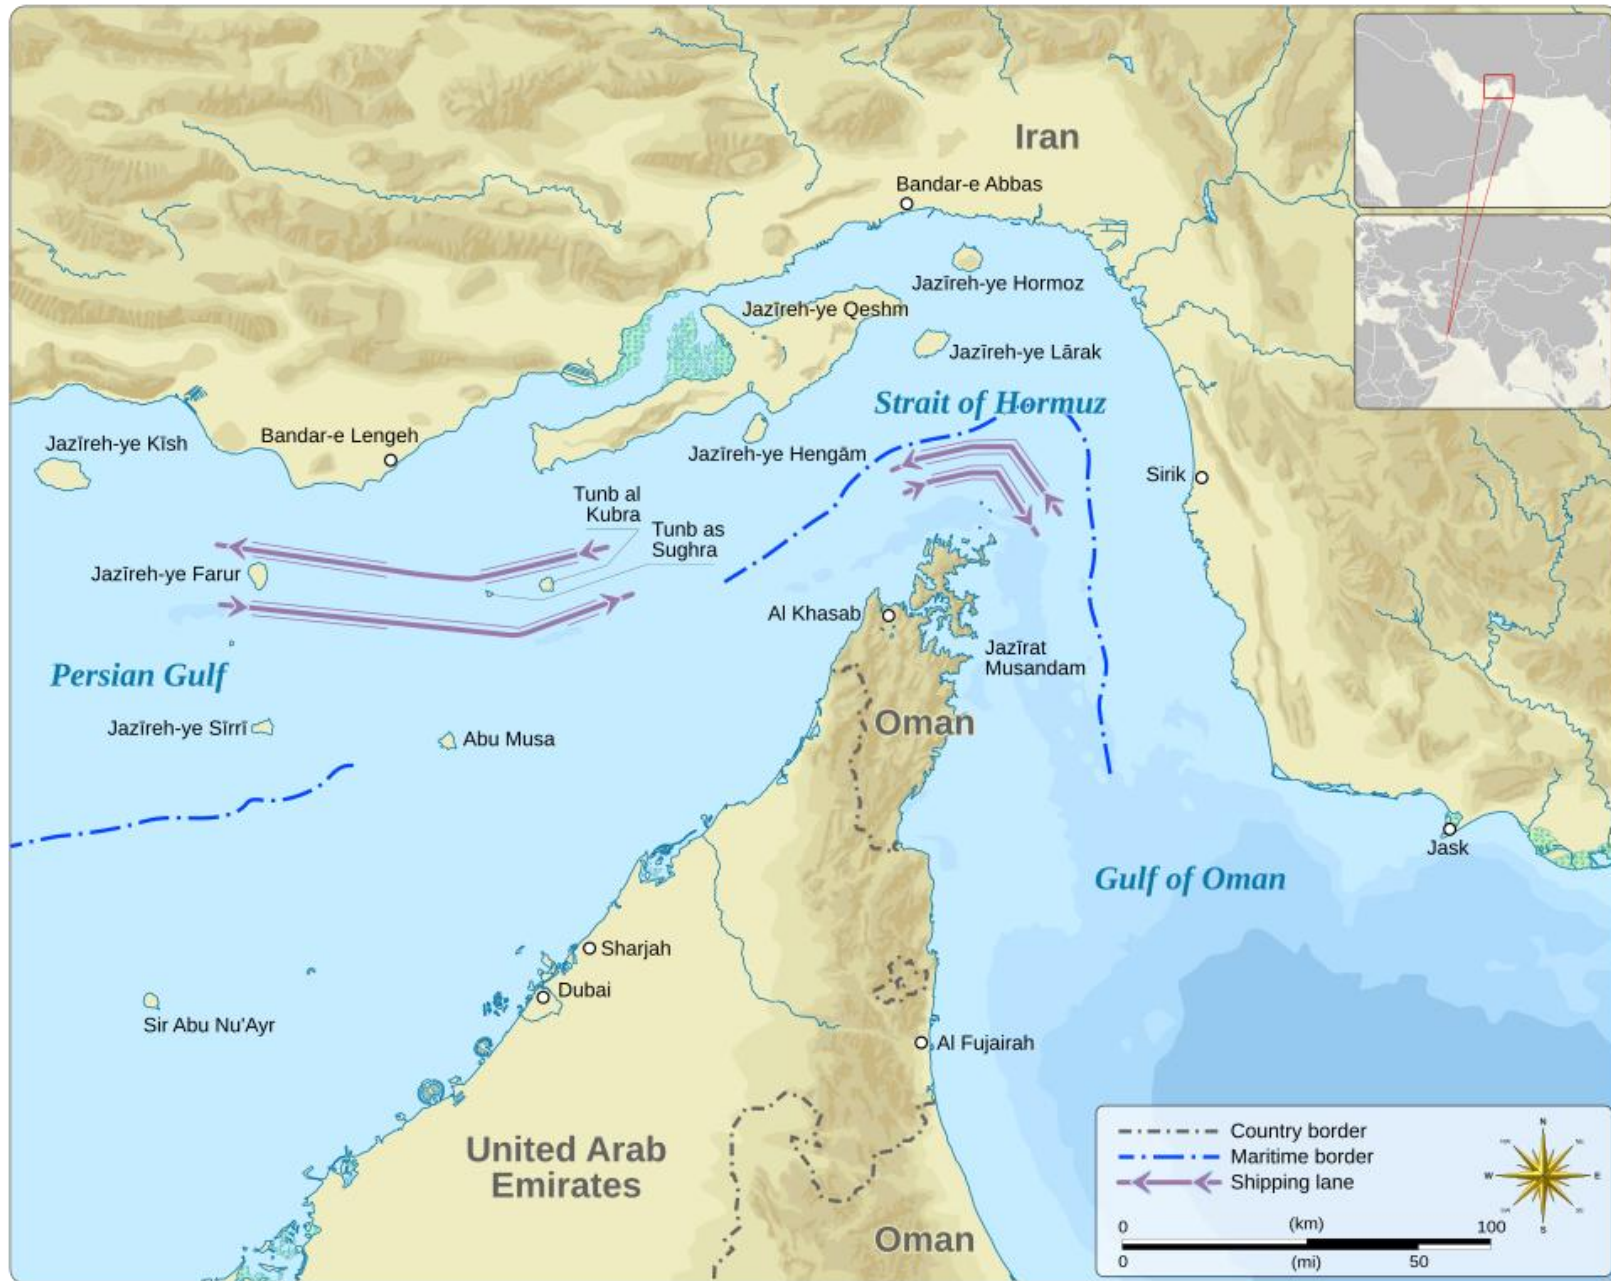 Iran
Bandar-e Abbas
Jazīreh-ye Hormoz
Jazīreh-ye Qeshm
Jazīreh-ye Lārak
Strait of Hormuz
Jazīreh-ye Kīsh
Bandar-e Lengeh
Jazīreh-ye Hengām
Sirik
Tunb al
Kubra
Tunb as
Sughra
Jazīreh-ye Farur
Al Khasab
Jazīrat
Musandam
Persian Gulf
Oman
Jazīreh-ye Sīrrī
Abu Musa
Jask
Gulf of Oman
Sharjah
Dubai
Sir Abu Nu'Ayr
Al Fujairah
United Arab
Emirates
Oman
Country border
Maritime border
Shipping lane
N
W
E
S
0 (km) 100
0 (mi) 50